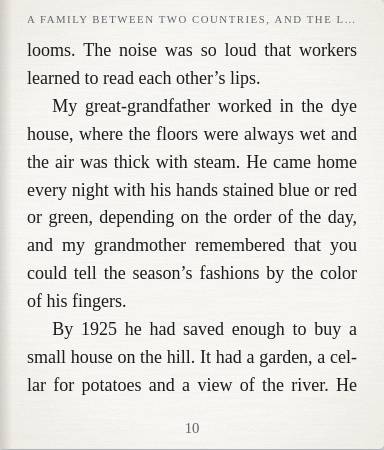 A FAMILY BETWEEN TWO COUNTRIES, AND THE L...
looms. The noise was so loud that workers
learned to read each other’s lips.
My great-grandfather worked in the dye
house, where the floors were always wet and
the air was thick with steam. He came home
every night with his hands stained blue or red
or green, depending on the order of the day,
and my grandmother remembered that you
could tell the season’s fashions by the color
of his fingers.
By 1925 he had saved enough to buy a
small house on the hill. It had a garden, a cel-
lar for potatoes and a view of the river. He
10